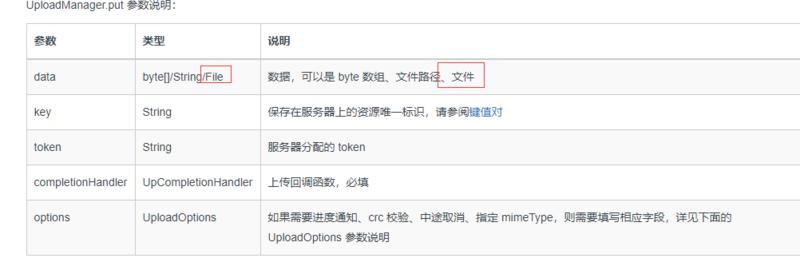 UploadManager.put 参数说明：
参数 类型 说明
data byte[]/String/File 数据，可以是 byte 数组、文件路径、文件
key String 保存在服务器上的资源唯一标识，请参阅键值对
token String 服务器分配的 token
completionHandler UpCompletionHandler 上传回调函数，必填
options UploadOptions 如果需要进度通知、crc 校验、中途取消、指定 mimeType，则需要填写相应字段，详见下面的
UploadOptions 参数说明